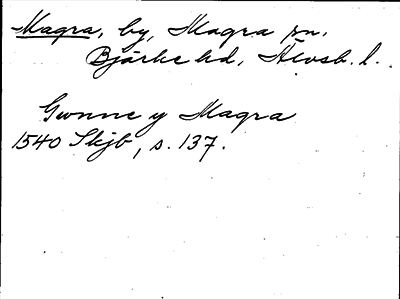 Magra, by, Magra sn.
Bjärke hd, Älvsb. l.
Gunne y Magra
1540 Skjb, s. 137.